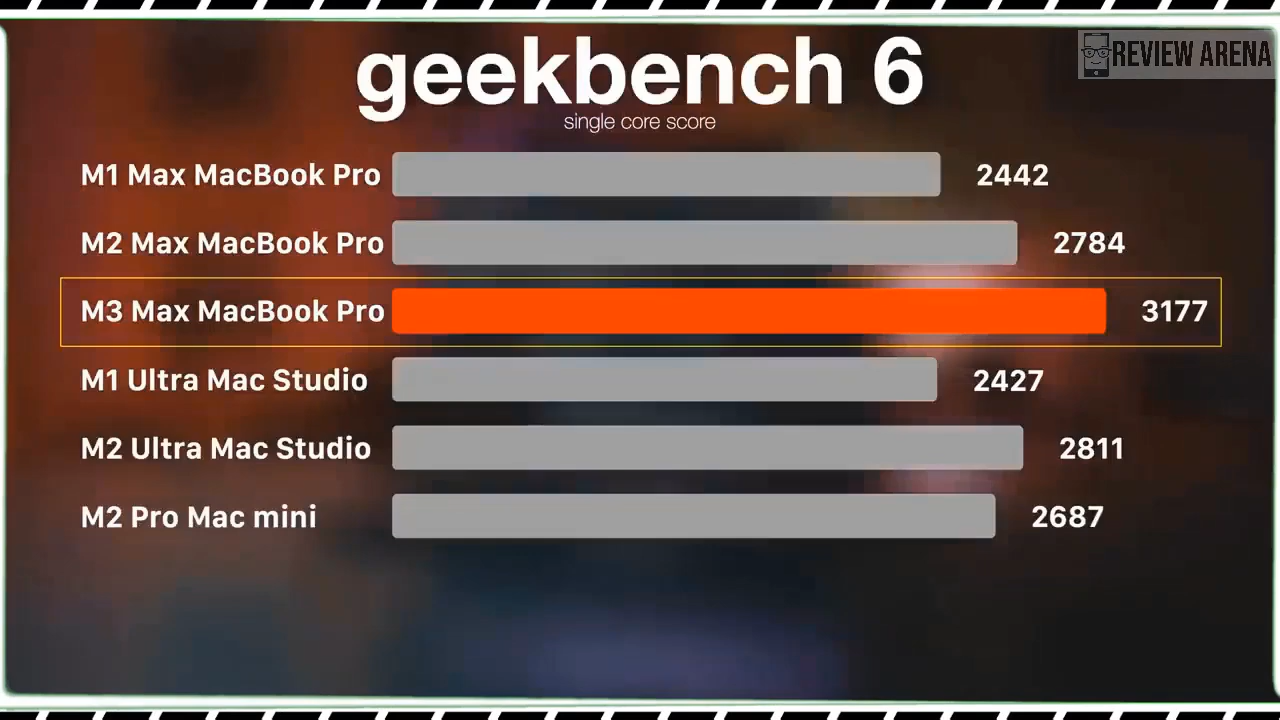 geekbench 6
REVIEW ARENA
single core score
M1 Max MacBook Pro 2442
M2 Max MacBook Pro 2784
M3 Max MacBook Pro 3177
M1 Ultra Mac Studio 2427
M2 Ultra Mac Studio 2811
M2 Pro Mac mini 2687